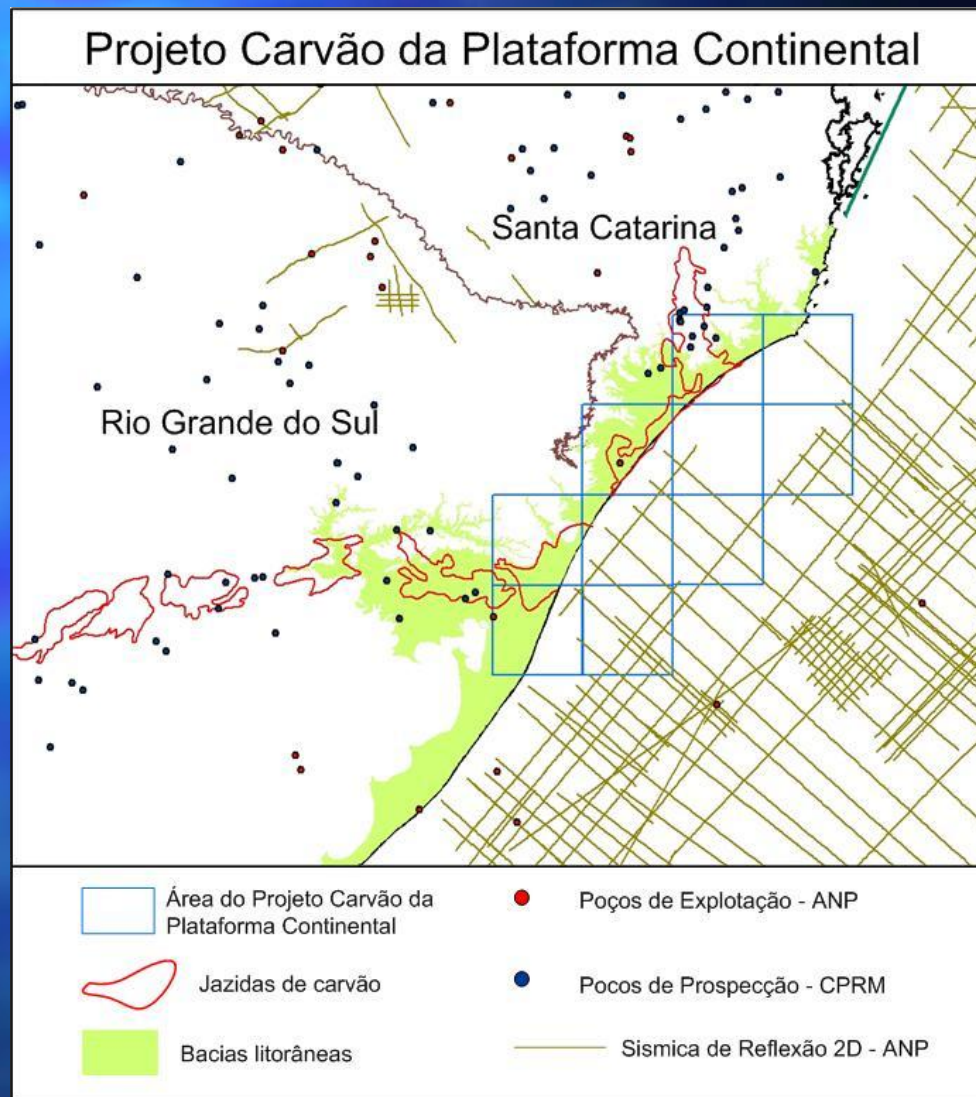 Projeto Carvão da Plataforma Continental
Santa Catarina
Rio Grande do Sul
Área do Projeto Carvão da
Plataforma Continental
Jazidas de carvão
Bacias litorâneas
Poços de Explotação - ANP
Pocos de Prospecção - CPRM
Sismica de Reflexão 2D - ANP